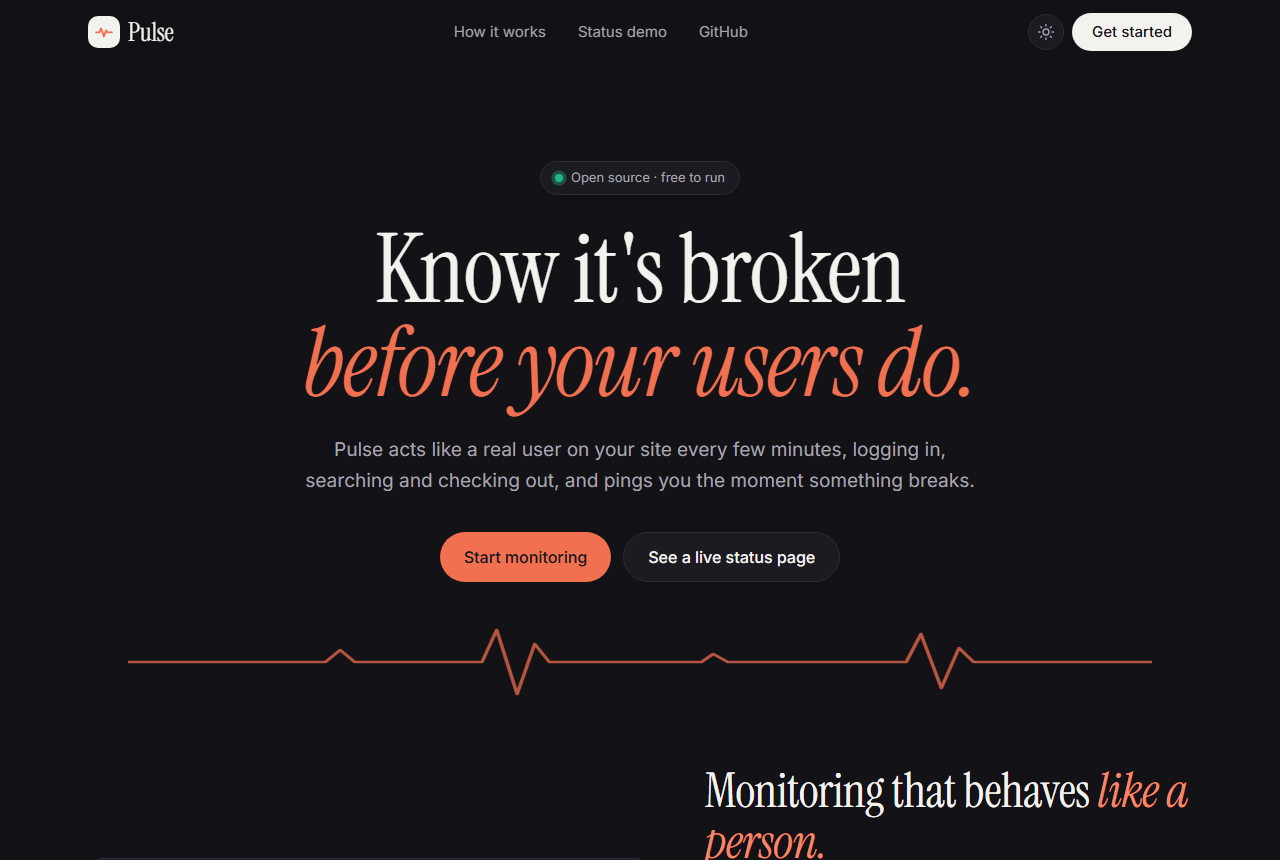 Pulse
How it works
Status demo
GitHub
Get started
Open source · free to run
Know it's broken
before your users do.
Pulse acts like a real user on your site every few minutes, logging in,
searching and checking out, and pings you the moment something breaks.
Start monitoring
See a live status page
Monitoring that behaves like a
person.